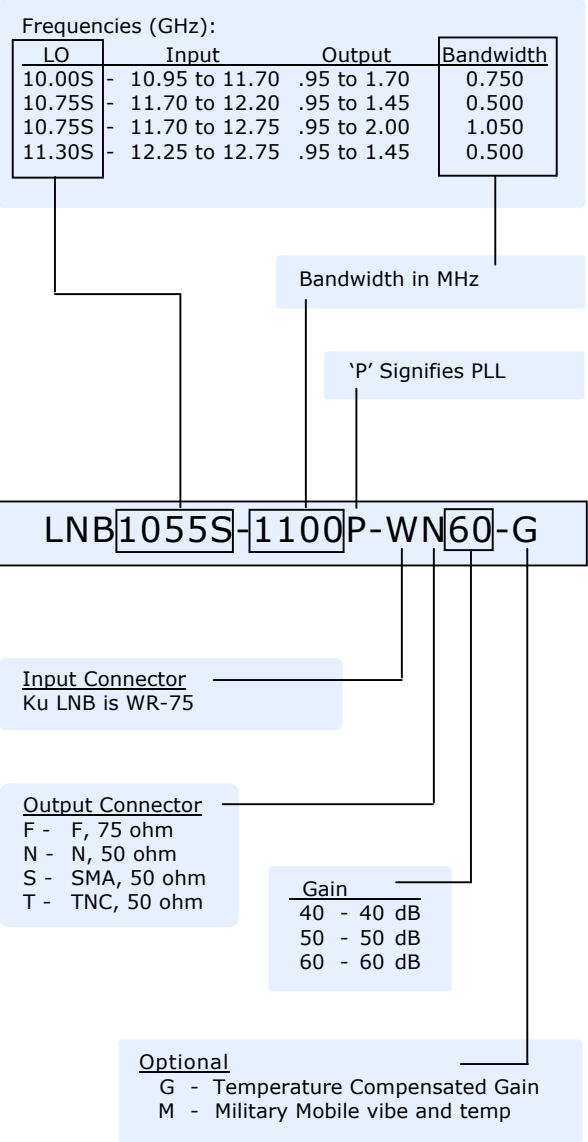 Frequencies (GHz):
LO Input Output Bandwidth
10.00S - 10.95 to 11.70 .95 to 1.70 0.750
10.75S - 11.70 to 12.20 .95 to 1.45 0.500
10.75S - 11.70 to 12.75 .95 to 2.00 1.050
11.30S - 12.25 to 12.75 .95 to 1.45 0.500
Bandwidth in MHz
‘P’ Signifies PLL
LNB1055S-1100P-WN60-G
Input Connector
Ku LNB is WR-75
Output Connector
F - F, 75 ohm
N - N, 50 ohm
S - SMA, 50 ohm
T - TNC, 50 ohm
Gain
40 - 40 dB
50 - 50 dB
60 - 60 dB
Optional
G - Temperature Compensated Gain
M - Military Mobile vibe and temp